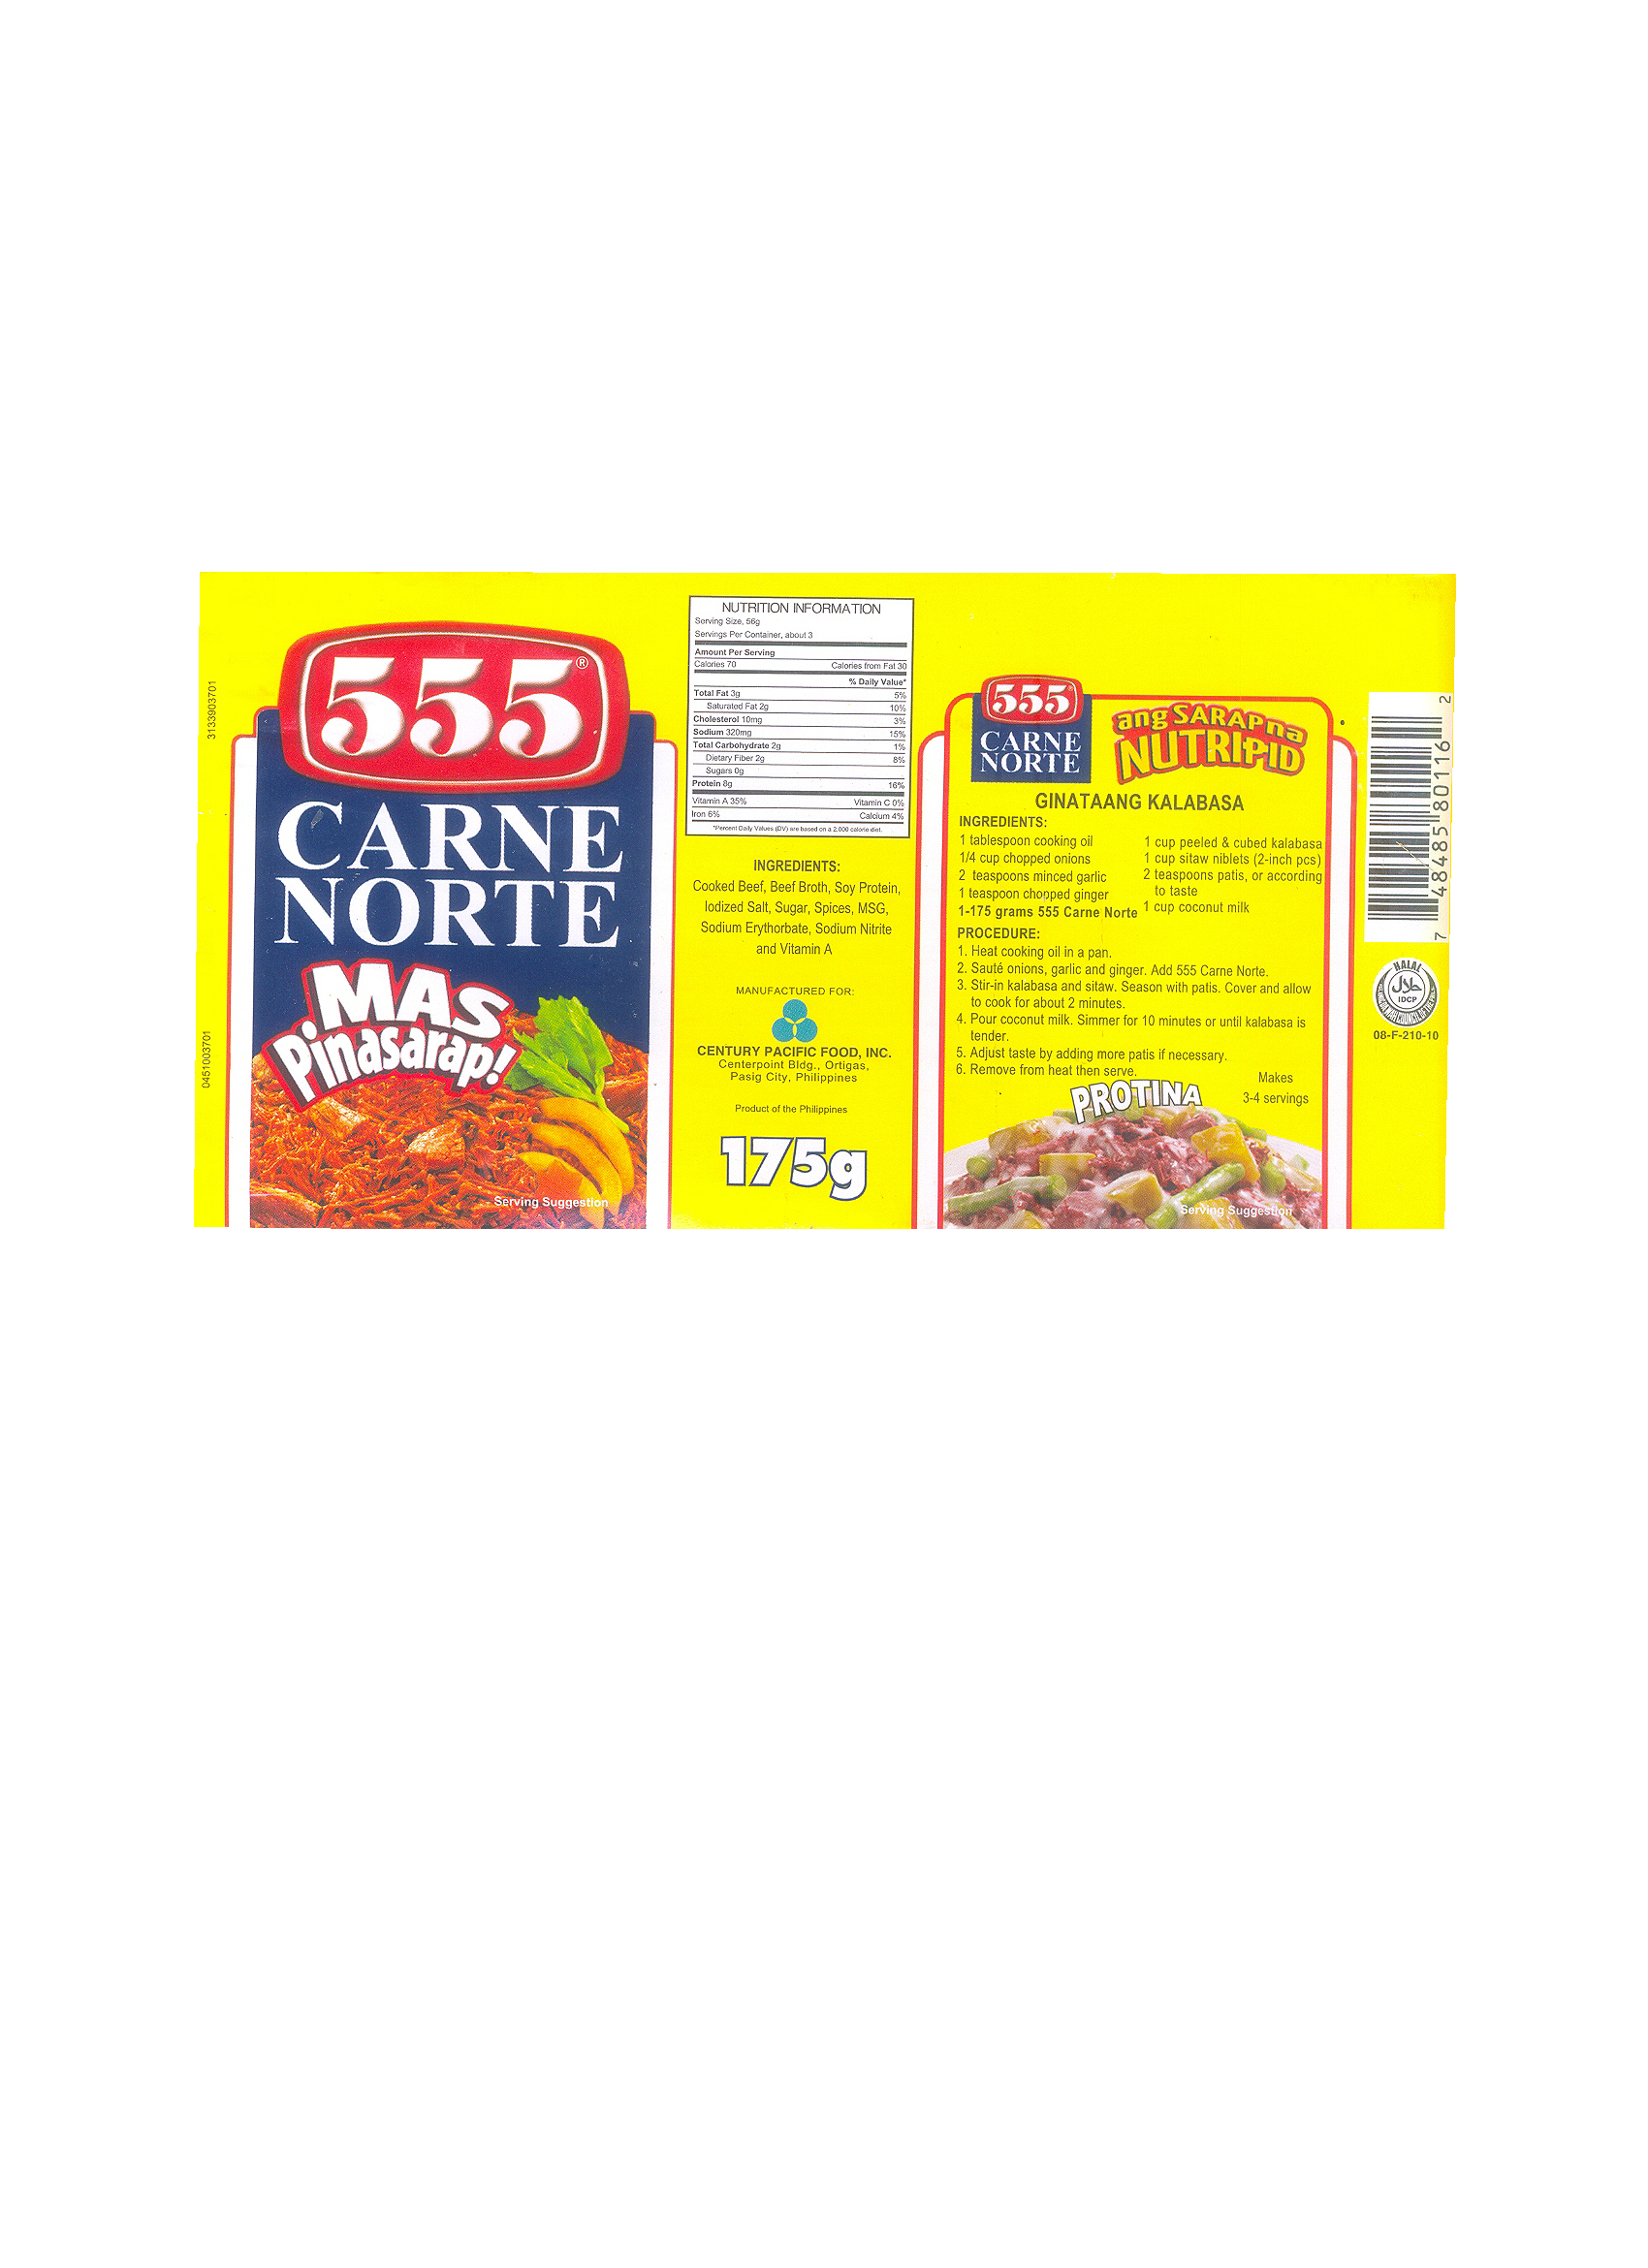 3133903701
0451003701
555®
CARNE
NORTE
MAS
Pinasarap!
Serving Suggestion
NUTRITION INFORMATION
Serving Size, 56g
Servings Per Container, about 3
Amount Per Serving
Calories 70 Calories from Fat 30
% Daily Value*
Total Fat 3g 5%
Saturated Fat 2g 10%
Cholesterol 10mg 3%
Sodium 320mg 15%
Total Carbohydrate 2g 1%
Dietary Fiber 2g 8%
Sugars 0g
Protein 8g 16%
Vitamin A 35% Vitamin C 0%
Iron 6% Calcium 4%
*Percent Daily Values (DV) are based on a 2,000 calorie diet.
INGREDIENTS:
Cooked Beef, Beef Broth, Soy Protein,
Iodized Salt, Sugar, Spices, MSG,
Sodium Erythorbate, Sodium Nitrite
and Vitamin A
MANUFACTURED FOR:
CENTURY PACIFIC FOOD, INC.
Centerpoint Bldg., Ortigas,
Pasig City, Philippines
Product of the Philippines
175g
555
CARNE
NORTE
ang SARAP na
NUTRIPID
GINATAANG KALABASA
INGREDIENTS:
1 tablespoon cooking oil
1/4 cup chopped onions
2 teaspoons minced garlic
1 teaspoon chopped ginger
1-175 grams 555 Carne Norte
1 cup peeled & cubed kalabasa
1 cup sitaw niblets (2-inch pcs)
2 teaspoons patis, or according
to taste
1 cup coconut milk
PROCEDURE:
1. Heat cooking oil in a pan.
2. Sauté onions, garlic and ginger. Add 555 Carne Norte.
3. Stir-in kalabasa and sitaw. Season with patis. Cover and allow
to cook for about 2 minutes.
4. Pour coconut milk. Simmer for 10 minutes or until kalabasa is
tender.
5. Adjust taste by adding more patis if necessary.
6. Remove from heat then serve.
Makes
3-4 servings
PROTINA
Serving Suggestion
7 48485 80116 2
HALAL
حلال
IDCP
08-F-210-10